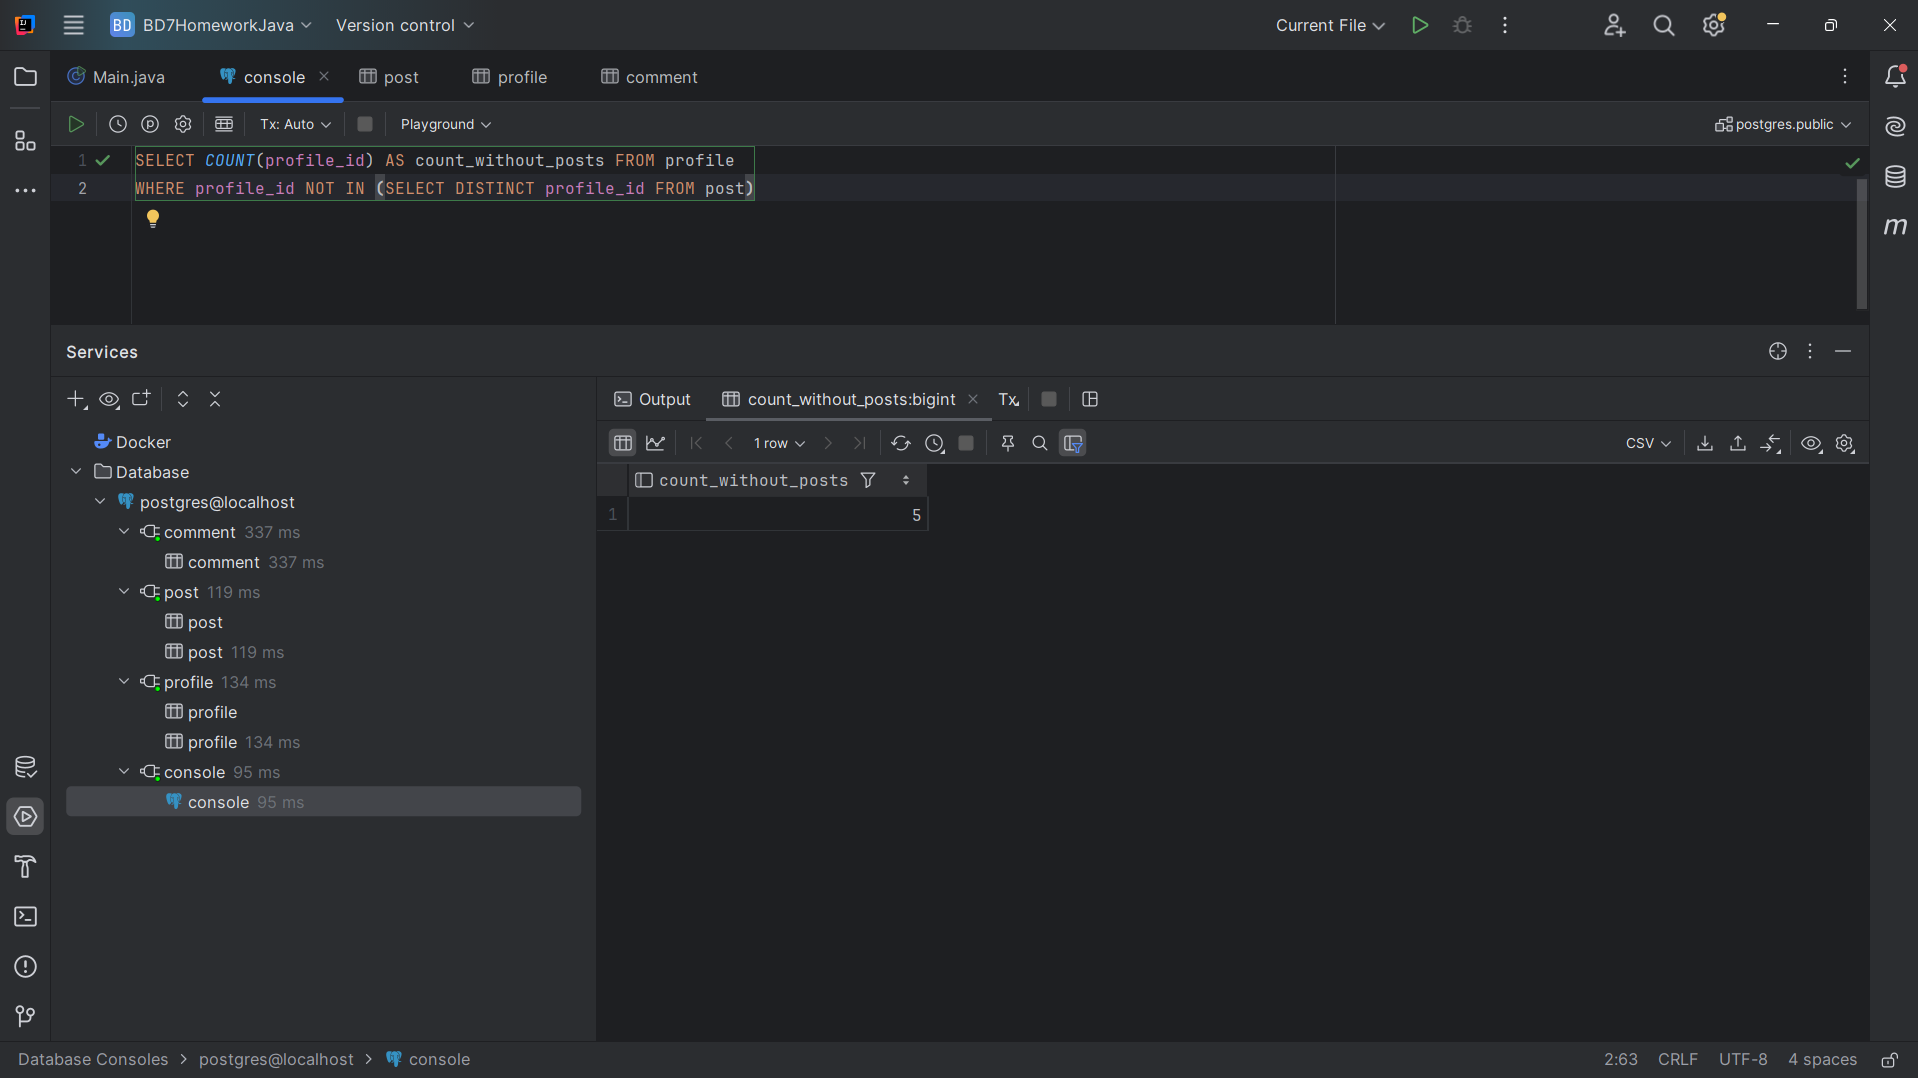 BD BD7HomeworkJava Version control Current File
Main.java console post profile comment
Tx: Auto Playground postgres.public
1 SELECT COUNT(profile_id) AS count_without_posts FROM profile
2 WHERE profile_id NOT IN (SELECT DISTINCT profile_id FROM post)
m
Services
Output count_without_posts:bigint Tx
Docker
1 row CSV
Database
count_without_posts
postgres@localhost
1 5
comment 337 ms
comment 337 ms
post 119 ms
post
post 119 ms
profile 134 ms
profile
profile 134 ms
console 95 ms
console 95 ms
Database Consoles > postgres@localhost > console 2:63 CRLF UTF-8 4 spaces